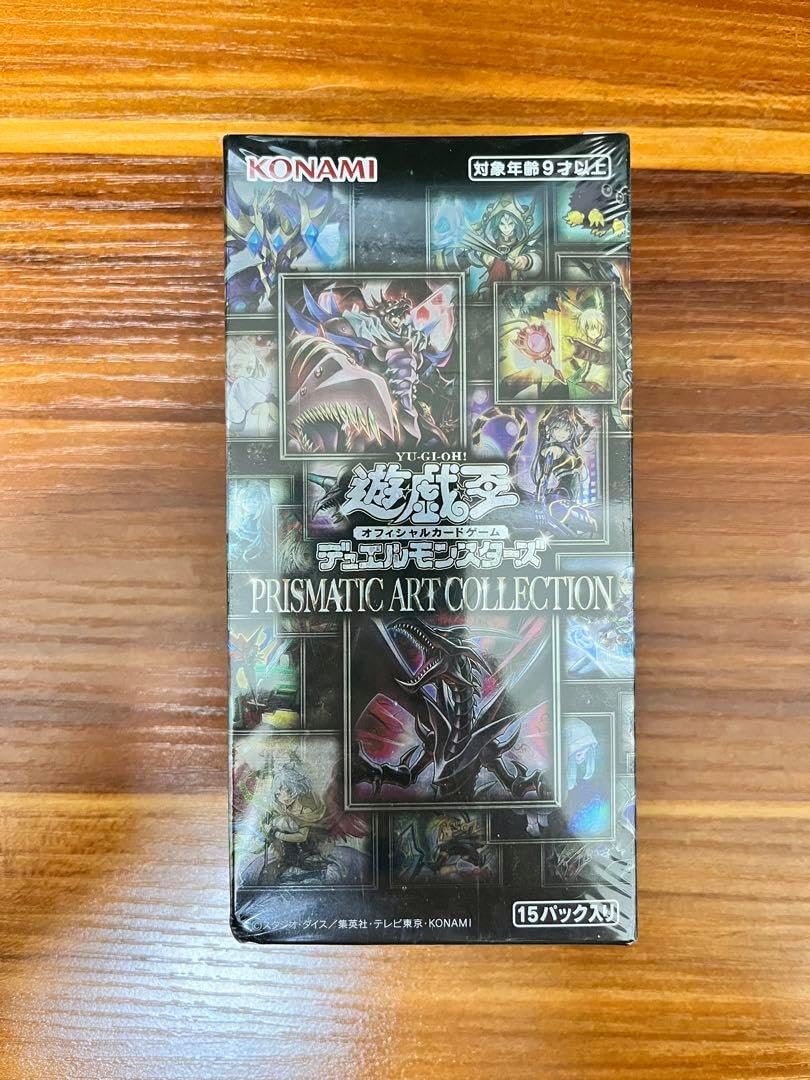 KONAMI
対象年齢9才以上
YU-GI-OH!
遊戯王
オフィシャルカードゲーム
デュエルモンスターズ
PRISMATIC ART COLLECTION
15パック入り
©スタジオ・ダイス/集英社・テレビ東京・KONAMI